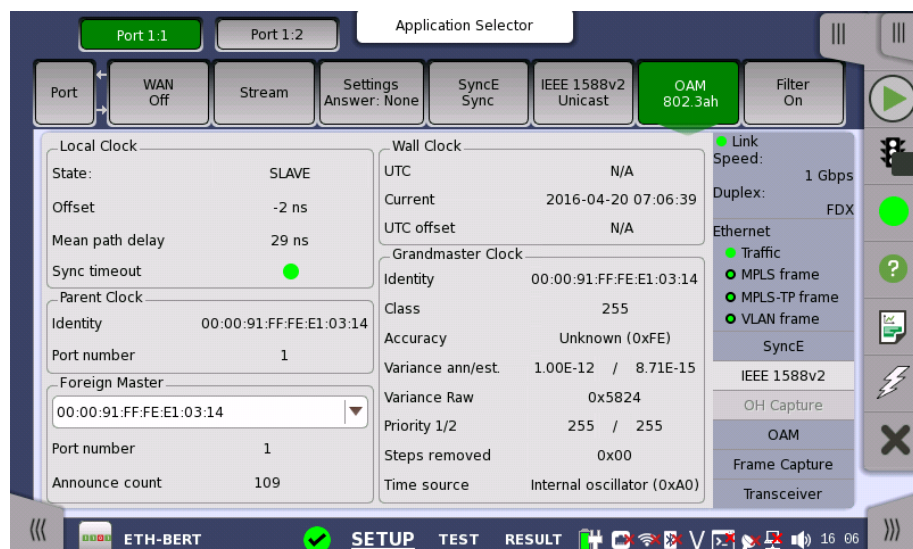 Application Selector
Port 1:1
Port 1:2
Port
WAN
Off
Stream
Settings
Answer: None
SyncE
Sync
IEEE 1588v2
Unicast
OAM
802.3ah
Filter
On
Local Clock
State: SLAVE
Offset -2 ns
Mean path delay 29 ns
Sync timeout
Parent Clock
Identity 00:00:91:FF:FE:E1:03:14
Port number 1
Foreign Master
00:00:91:FF:FE:E1:03:14
Port number 1
Announce count 109
Wall Clock
UTC N/A
Current 2016-04-20 07:06:39
UTC offset N/A
Grandmaster Clock
Identity 00:00:91:FF:FE:E1:03:14
Class 255
Accuracy Unknown (0xFE)
Variance ann/est. 1.00E-12 / 8.71E-15
Variance Raw 0x5824
Priority 1/2 255 / 255
Steps removed 0x00
Time source Internal oscillator (0xA0)
Link
Speed:
1 Gbps
Duplex:
FDX
Ethernet
Traffic
MPLS frame
MPLS-TP frame
VLAN frame
SyncE
IEEE 1588v2
OH Capture
OAM
Frame Capture
Transceiver
ETH-BERT SETUP TEST RESULT V 16 06